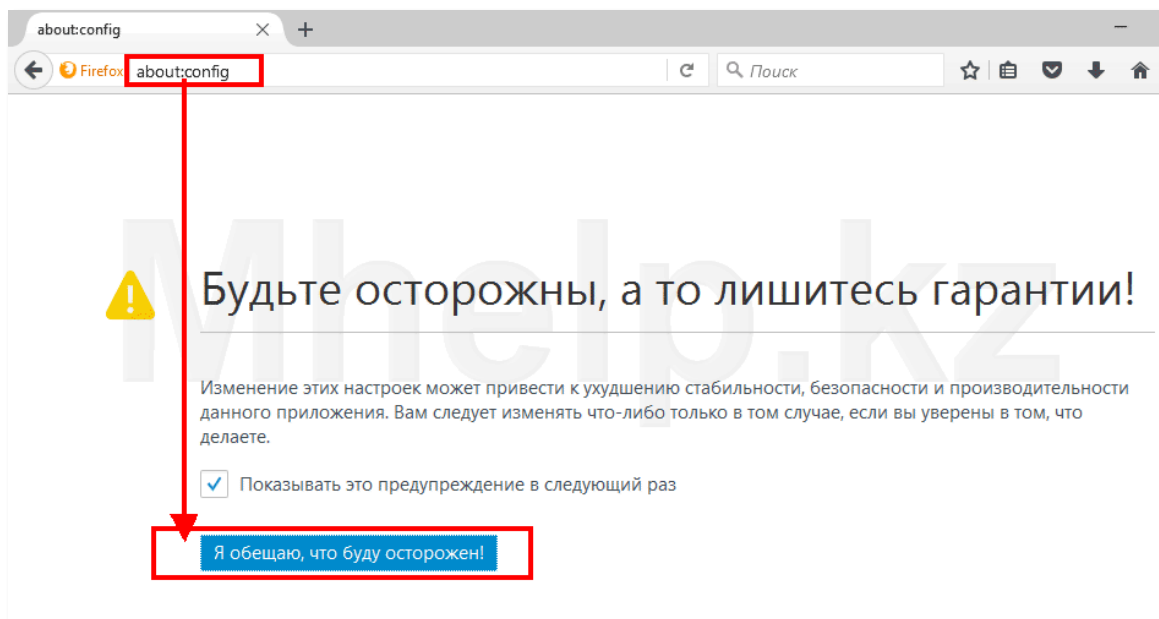 about:config
Firefox about:config Поиск
Mhelp.kz
Будьте осторожны, а то лишитесь гарантии!
Изменение этих настроек может привести к ухудшению стабильности, безопасности и производительности
данного приложения. Вам следует изменять что-либо только в том случае, если вы уверены в том, что
делаете.
Показывать это предупреждение в следующий раз
Я обещаю, что буду осторожен!